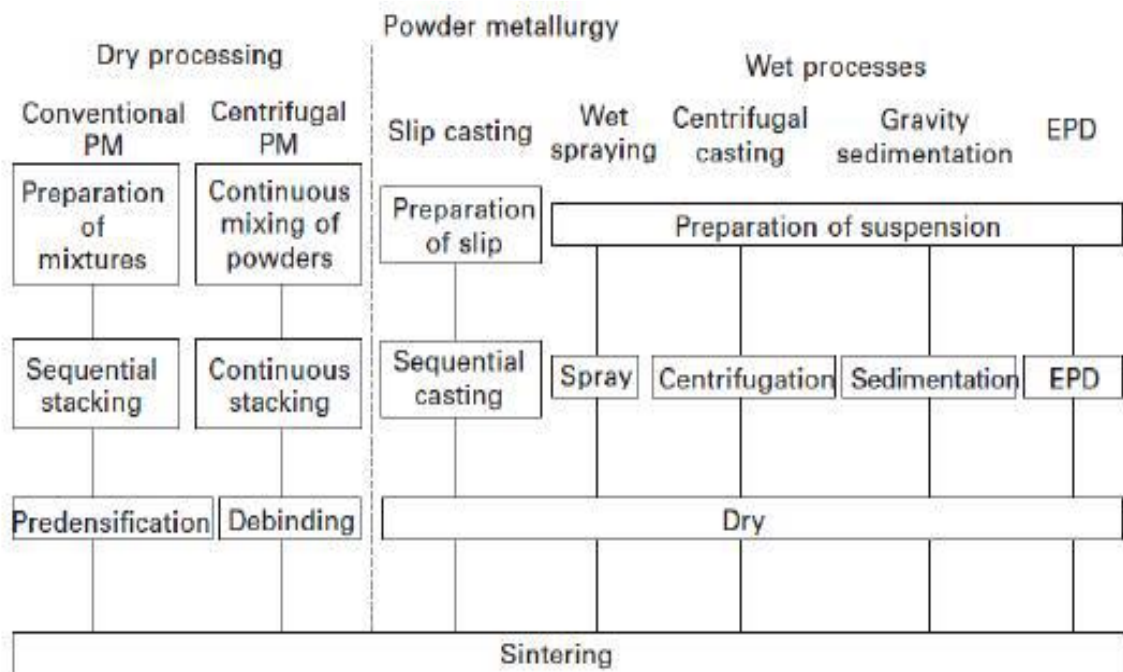 Powder metallurgy
Dry processing
Wet processes
Conventional
PM
Centrifugal
PM
Slip casting
Wet
spraying
Centrifugal
casting
Gravity
sedimentation
EPD
Preparation
of
mixtures
Continuous
mixing of
powders
Preparation
of slip
Preparation of suspension
Sequential
stacking
Continuous
stacking
Sequential
casting
Spray
Centrifugation
Sedimentation
EPD
Predensification
Debinding
Dry
Sintering